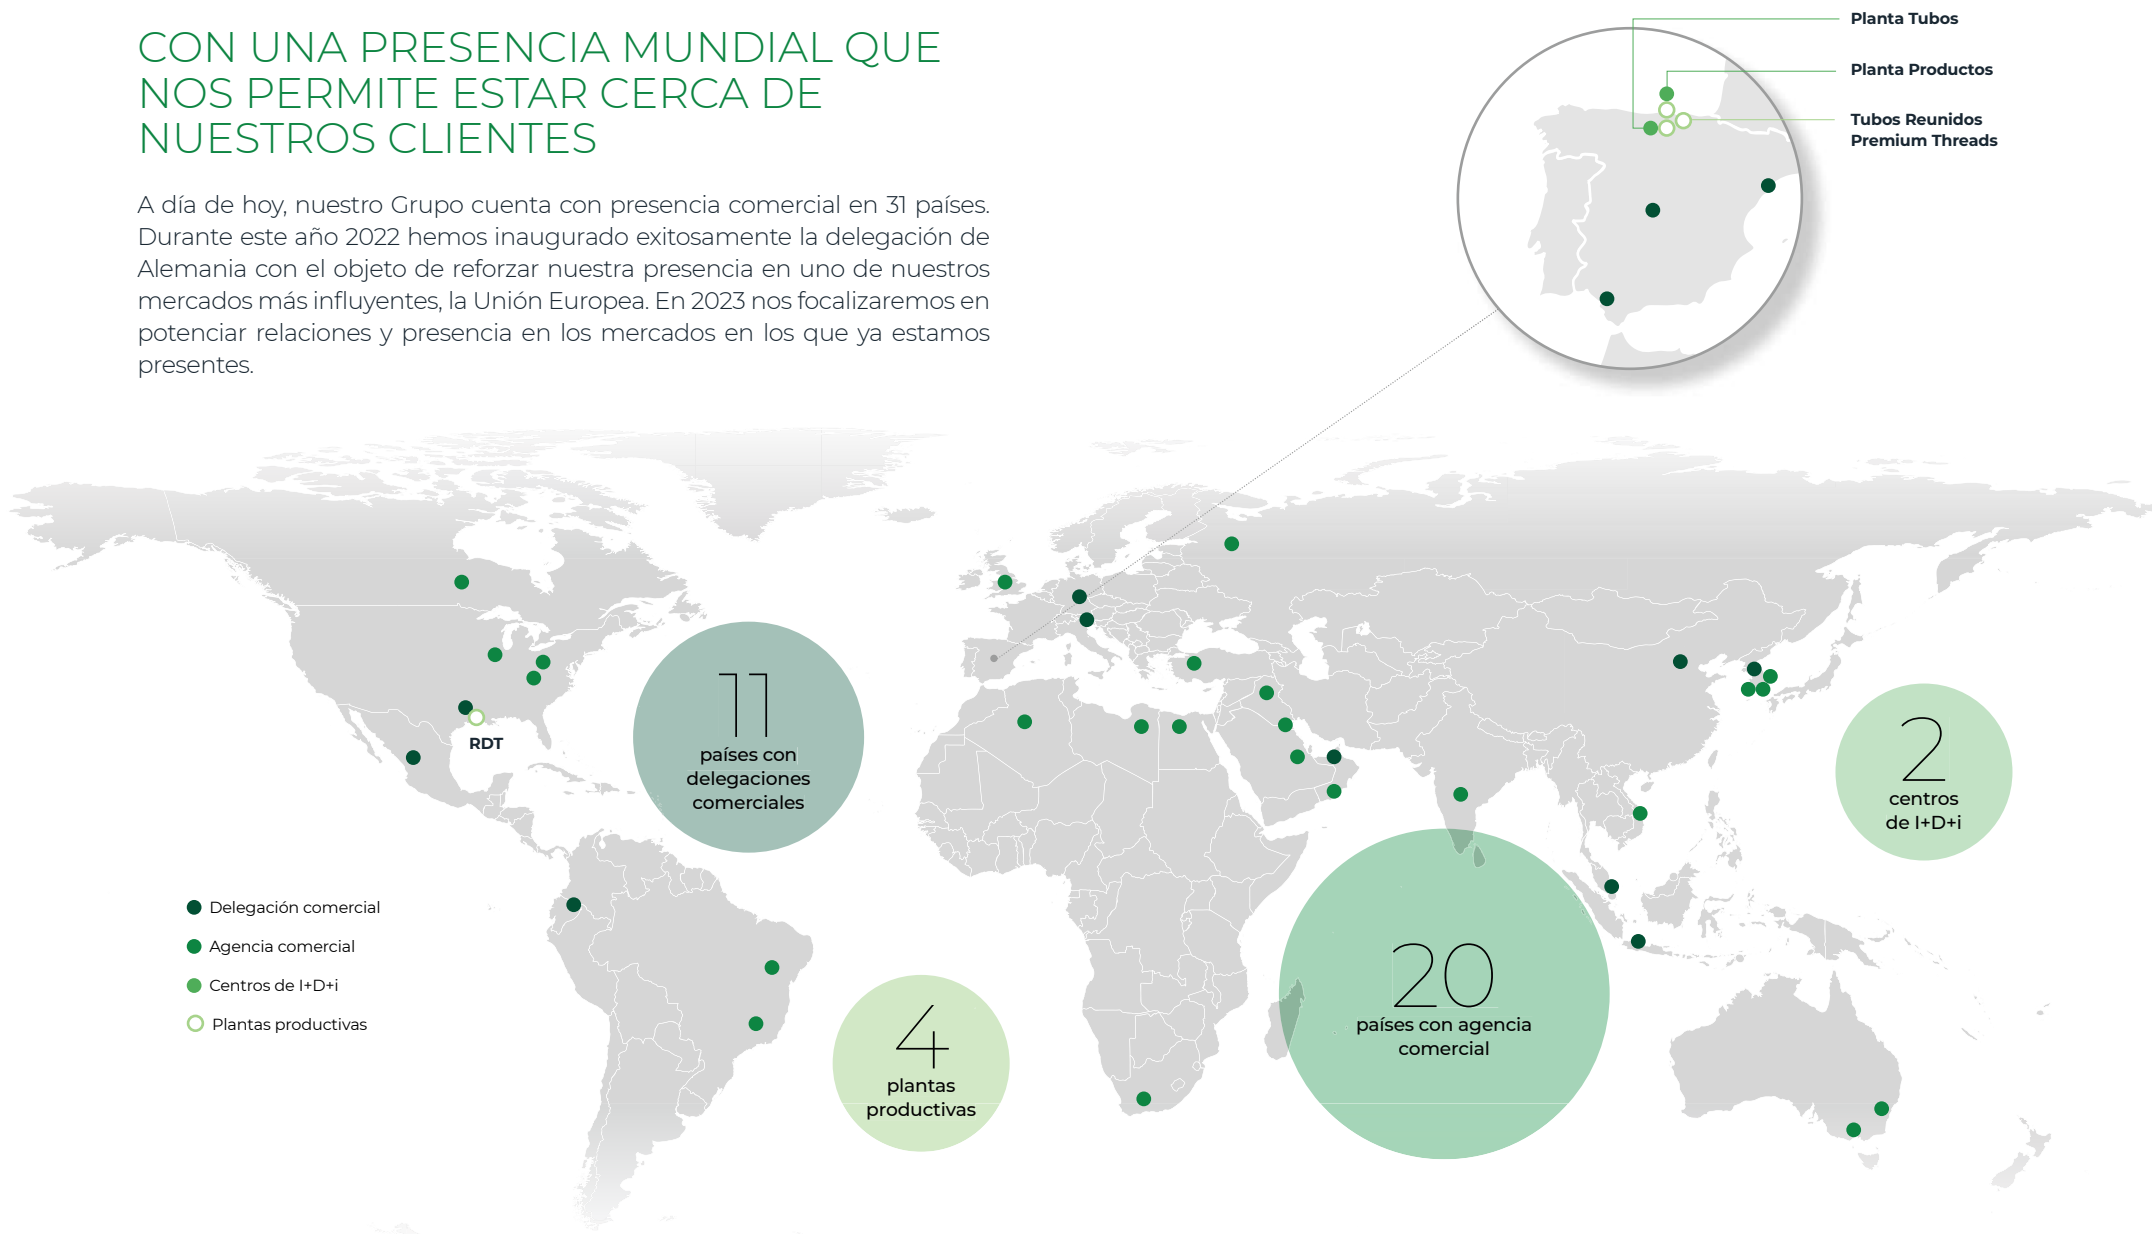 CON UNA PRESENCIA MUNDIAL QUE
NOS PERMITE ESTAR CERCA DE
NUESTROS CLIENTES
A día de hoy, nuestro Grupo cuenta con presencia comercial en 31 países.
Durante este año 2022 hemos inaugurado exitosamente la delegación de
Alemania con el objeto de reforzar nuestra presencia en uno de nuestros
mercados más influyentes, la Unión Europea. En 2023 nos focalizaremos en
potenciar relaciones y presencia en los mercados en los que ya estamos
presentes.
Planta Tubos
Planta Productos
Tubos Reunidos
Premium Threads
RDT
11
países con
delegaciones
comerciales
2
centros
de I+D+i
20
países con agencia
comercial
4
plantas
productivas
Delegación comercial
Agencia comercial
Centros de I+D+i
Plantas productivas